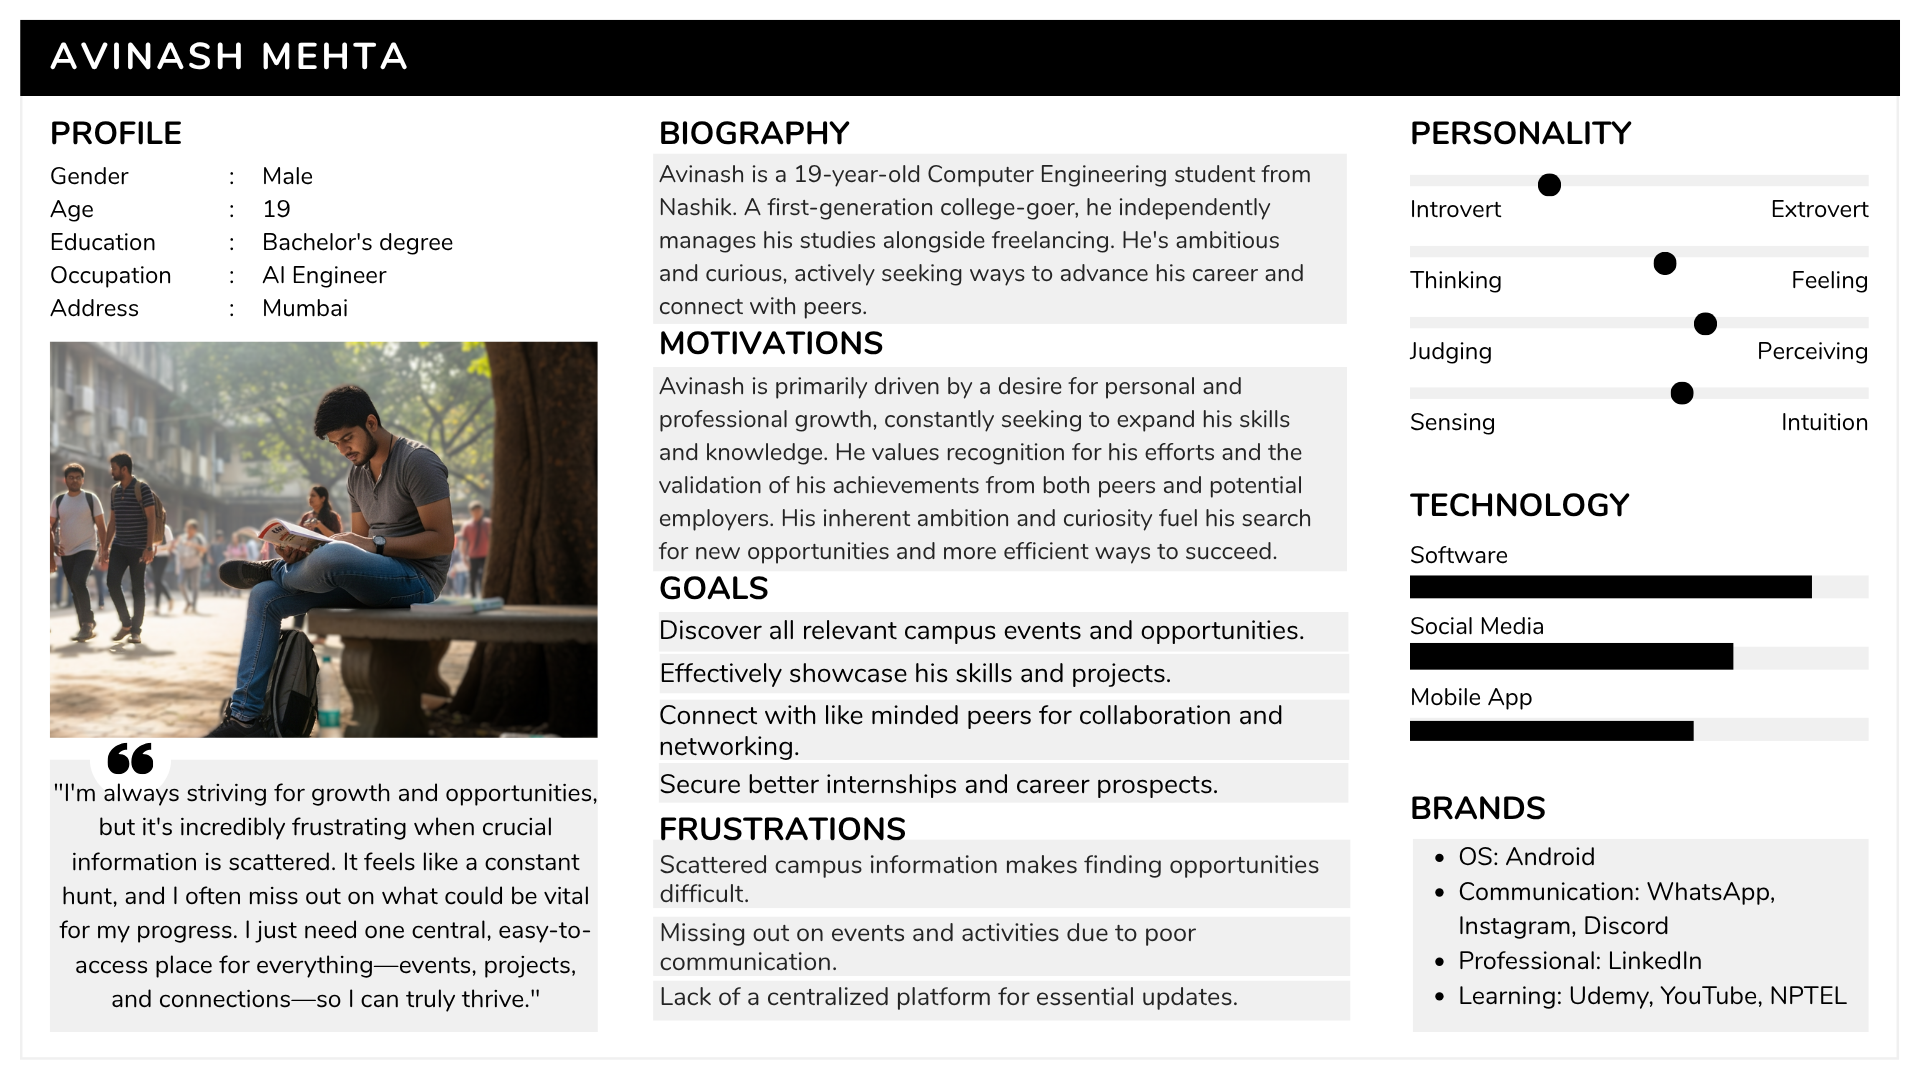 AVINASH MEHTA
PROFILE
Gender : Male
Age : 19
Education : Bachelor's degree
Occupation : AI Engineer
Address : Mumbai
"I'm always striving for growth and opportunities,
but it's incredibly frustrating when crucial
information is scattered. It feels like a constant
hunt, and I often miss out on what could be vital
for my progress. I just need one central, easy-to-
access place for everything—events, projects,
and connections—so I can truly thrive."
BIOGRAPHY
Avinash is a 19-year-old Computer Engineering student from
Nashik. A first-generation college-goer, he independently
manages his studies alongside freelancing. He's ambitious
and curious, actively seeking ways to advance his career and
connect with peers.
MOTIVATIONS
Avinash is primarily driven by a desire for personal and
professional growth, constantly seeking to expand his skills
and knowledge. He values recognition for his efforts and the
validation of his achievements from both peers and potential
employers. His inherent ambition and curiosity fuel his search
for new opportunities and more efficient ways to succeed.
GOALS
Discover all relevant campus events and opportunities.
Effectively showcase his skills and projects.
Connect with like minded peers for collaboration and
networking.
Secure better internships and career prospects.
FRUSTRATIONS
Scattered campus information makes finding opportunities
difficult.
Missing out on events and activities due to poor
communication.
Lack of a centralized platform for essential updates.
PERSONALITY
Introvert Extrovert
Thinking Feeling
Judging Perceiving
Sensing Intuition
TECHNOLOGY
Software
Social Media
Mobile App
BRANDS
• OS: Android
• Communication: WhatsApp,
Instagram, Discord
• Professional: LinkedIn
• Learning: Udemy, YouTube, NPTEL